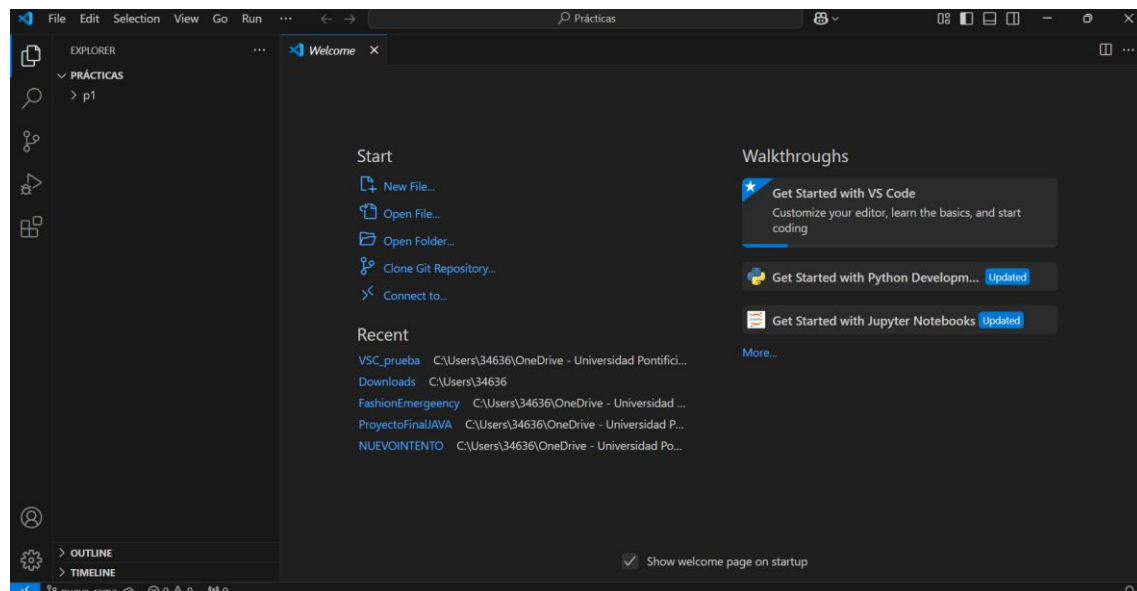 File Edit Selection View Go Run ··· ← → Prácticas
EXPLORER ··· Welcome ×
PRÁCTICAS
p1
Start
New File...
Open File...
Open Folder...
Clone Git Repository...
Connect to...
Recent
VSC_prueba C:\Users\34636\OneDrive - Universidad Pontifici...
Downloads C:\Users\34636
FashionEmergeency C:\Users\34636\OneDrive - Universidad ...
ProyectoFinalJAVA C:\Users\34636\OneDrive - Universidad P...
NUEVOINTENTO C:\Users\34636\OneDrive - Universidad Po...
Walkthroughs
Get Started with VS Code
Customize your editor, learn the basics, and start
coding
Get Started with Python Developm... Updated
Get Started with Jupyter Notebooks Updated
More...
Show welcome page on startup
OUTLINE
TIMELINE